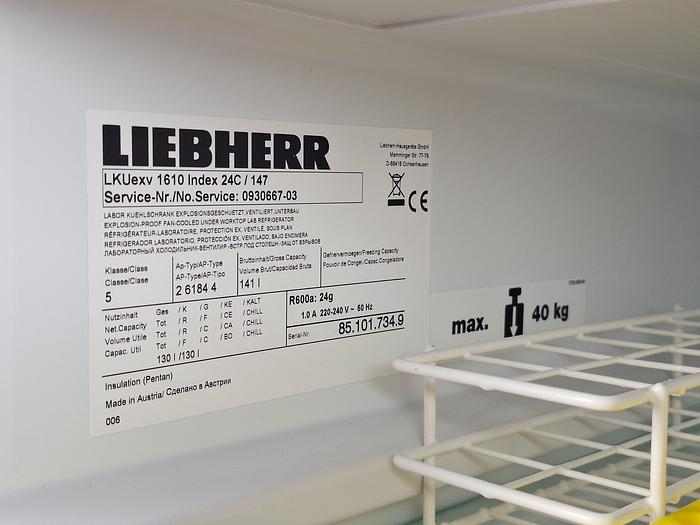 LIEBHERR
Liebherr-Hausgeräte GmbH
Memminger Str. 77-79
D-88416 Ochsenhausen
LKUexv 1610 Index 24C / 147
Service-Nr./No.Service: 0930667-03
CE
LABOR KUEHLSCHRANK EXPLOSIONSGESCHUETZT,VENTILIERT,UNTERBAU
EXPLOSION-PROOF FAN-COOLED UNDER WORKTOP LAB REFRIGERATOR
RÉFRIGÉRATEUR-LABORATOIRE, PROTECTION EX, VENTILÉ, SOUS PLAN
REFRIGERADOR LABORATORIO, PROTECCIÓN EX, VENTILADO, BAJO ENCIMERA
ЛАБОРАТОРНЫЙ ХОЛОДИЛЬНИК-ВЕНТИЛИР.-ВСТР ПОД СТОЛЕШН.-ЗАЩ ОТ ВЗРЫВОВ
Klasse/Class
Classe/Clase
5
Ap-Typ/AP-Type
AP-Type/AP-Tipo
2 6184 4
Bruttoinhalt/Gross Capacity
Volume Brut/Capacidad Bruta
141 l
Gefriervermoegen/Freezing Capacity
Pouvoir de Congel./Capac.Congeladora
Nutzinhalt Ges / K / G / KE / KALT
Net.Capacity Tot / R / F / CE / CHILL
Volume Utile Tot / R / F / CA / CHILL
Capac. Util Tot / F / C / BO / CHILL
130 l /130 l
R600a: 24g
1.0 A 220-240 V ~ 60 Hz
Serial-Nr. 85.101.734.9
Insulation (Pentan)
Made in Austria/ Сделано в Австрии
006
max. 40 kg